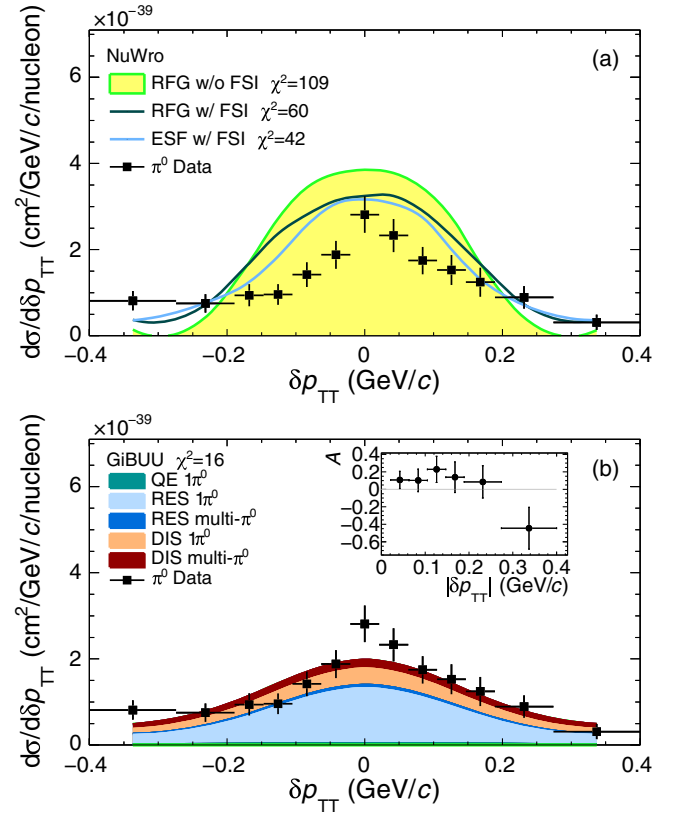 ×10⁻³⁹
dσ/dδp_TT (cm²/GeV/c/nucleon)
6
4
2
0
NuWro
(a)
RFG w/o FSI χ²=109
RFG w/ FSI χ²=60
ESF w/ FSI χ²=42
π⁰ Data
−0.4 −0.2 0 0.2 0.4
δp_TT (GeV/c)
×10⁻³⁹
dσ/dδp_TT (cm²/GeV/c/nucleon)
6
4
2
0
GiBUU χ²=16
(b)
QE 1π⁰
RES 1π⁰
RES multi-π⁰
DIS 1π⁰
DIS multi-π⁰
π⁰ Data
A
0.4
0.2
0
−0.2
−0.4
−0.6
0 0.1 0.2 0.3 0.4
|δp_TT| (GeV/c)
−0.4 −0.2 0 0.2 0.4
δp_TT (GeV/c)